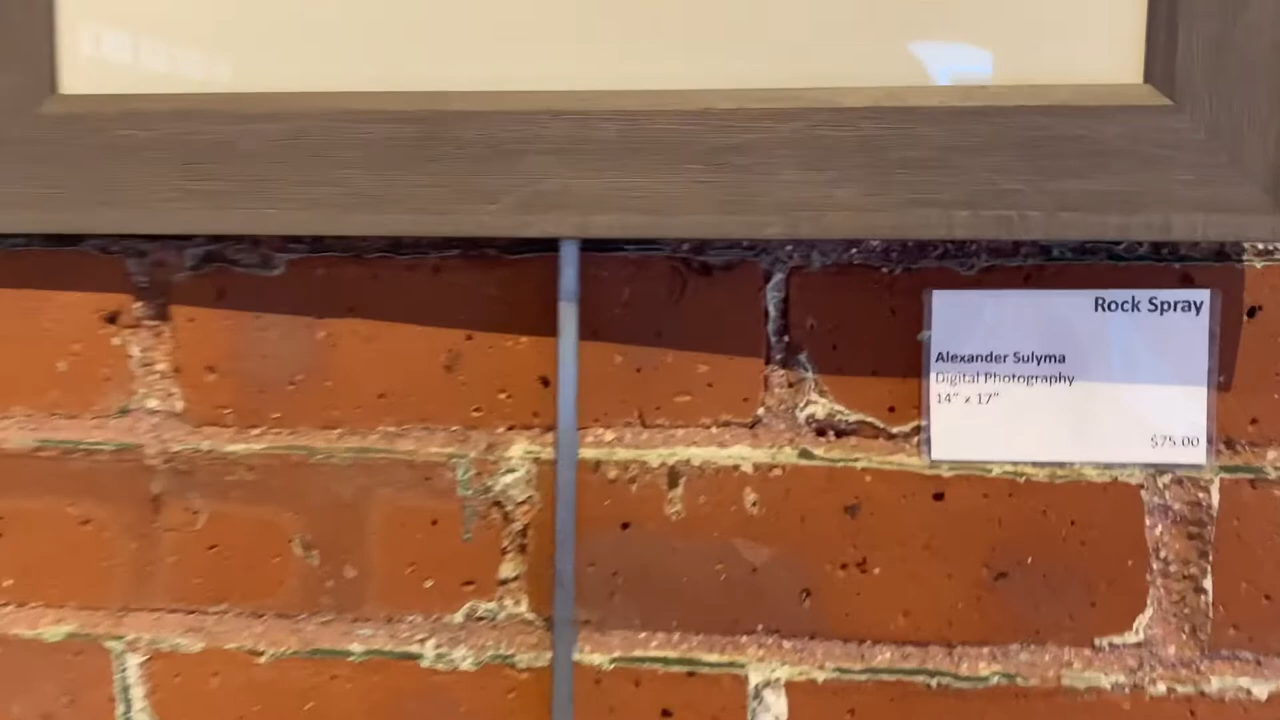 Rock Spray
Alexander Sulyma
Digital Photography
14" x 17"
$75.00